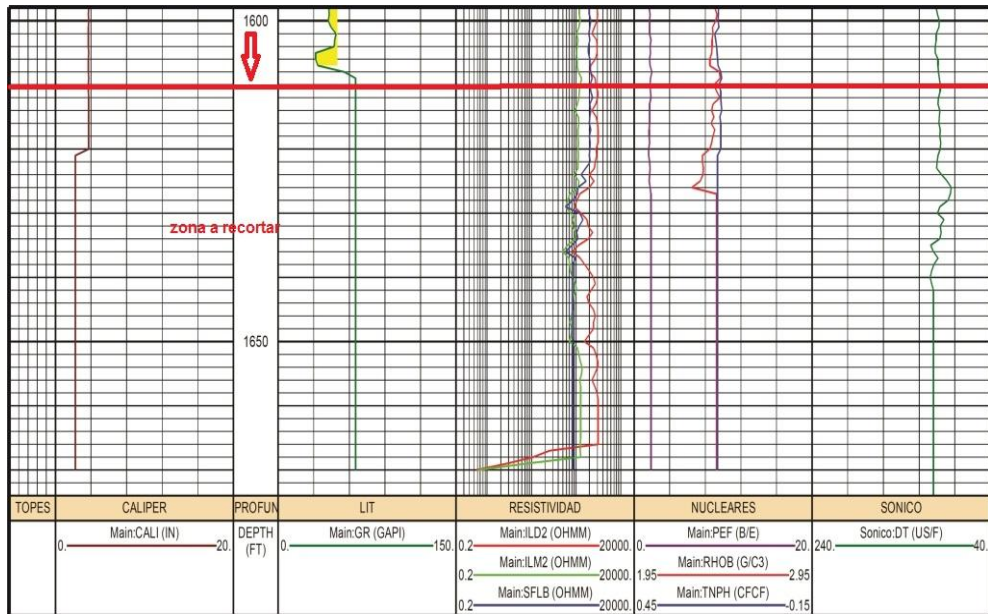 1600
zona a recortar
1650
TOPES CALIPER PROFUN LIT RESISTIVIDAD NUCLEARES SONICO
Main:CALI (IN)
0. 20.
DEPTH
(FT)
Main:GR (GAPI)
0. 150.
Main:ILD2 (OHMM)
0.2 20000.
Main:ILM2 (OHMM)
0.2 20000.
Main:SFLB (OHMM)
0.2 20000.
Main:PEF (B/E)
0. 20.
Main:RHOB (G/C3)
1.95 2.95
Main:TNPH (CFCF)
0.45 -0.15
Sonico:DT (US/F)
240. 40.